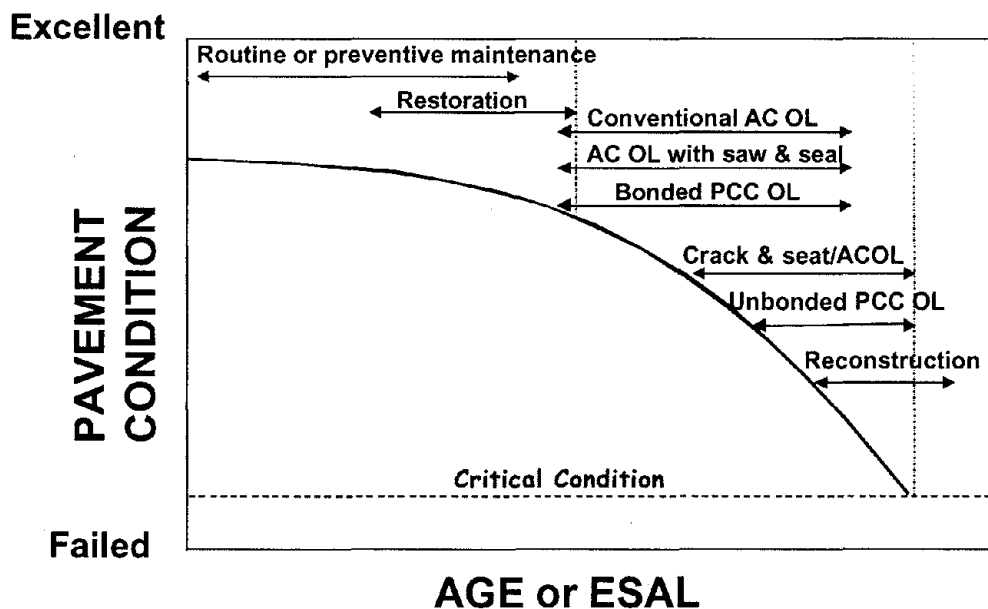 Excellent
Routine or preventive maintenance
Restoration
Conventional AC OL
AC OL with saw & seal
Bonded PCC OL
Crack & seat/ACOL
Unbonded PCC OL
Reconstruction
PAVEMENT
CONDITION
Critical Condition
Failed
AGE or ESAL